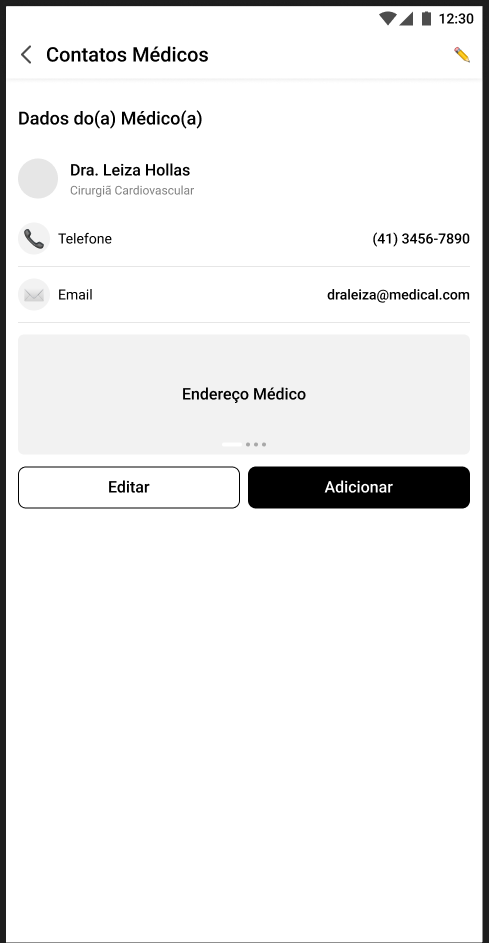 12:30
Contatos Médicos
Dados do(a) Médico(a)
Dra. Leiza Hollas
Cirurgiã Cardiovascular
Telefone (41) 3456-7890
Email draleiza@medical.com
Endereço Médico
Editar Adicionar